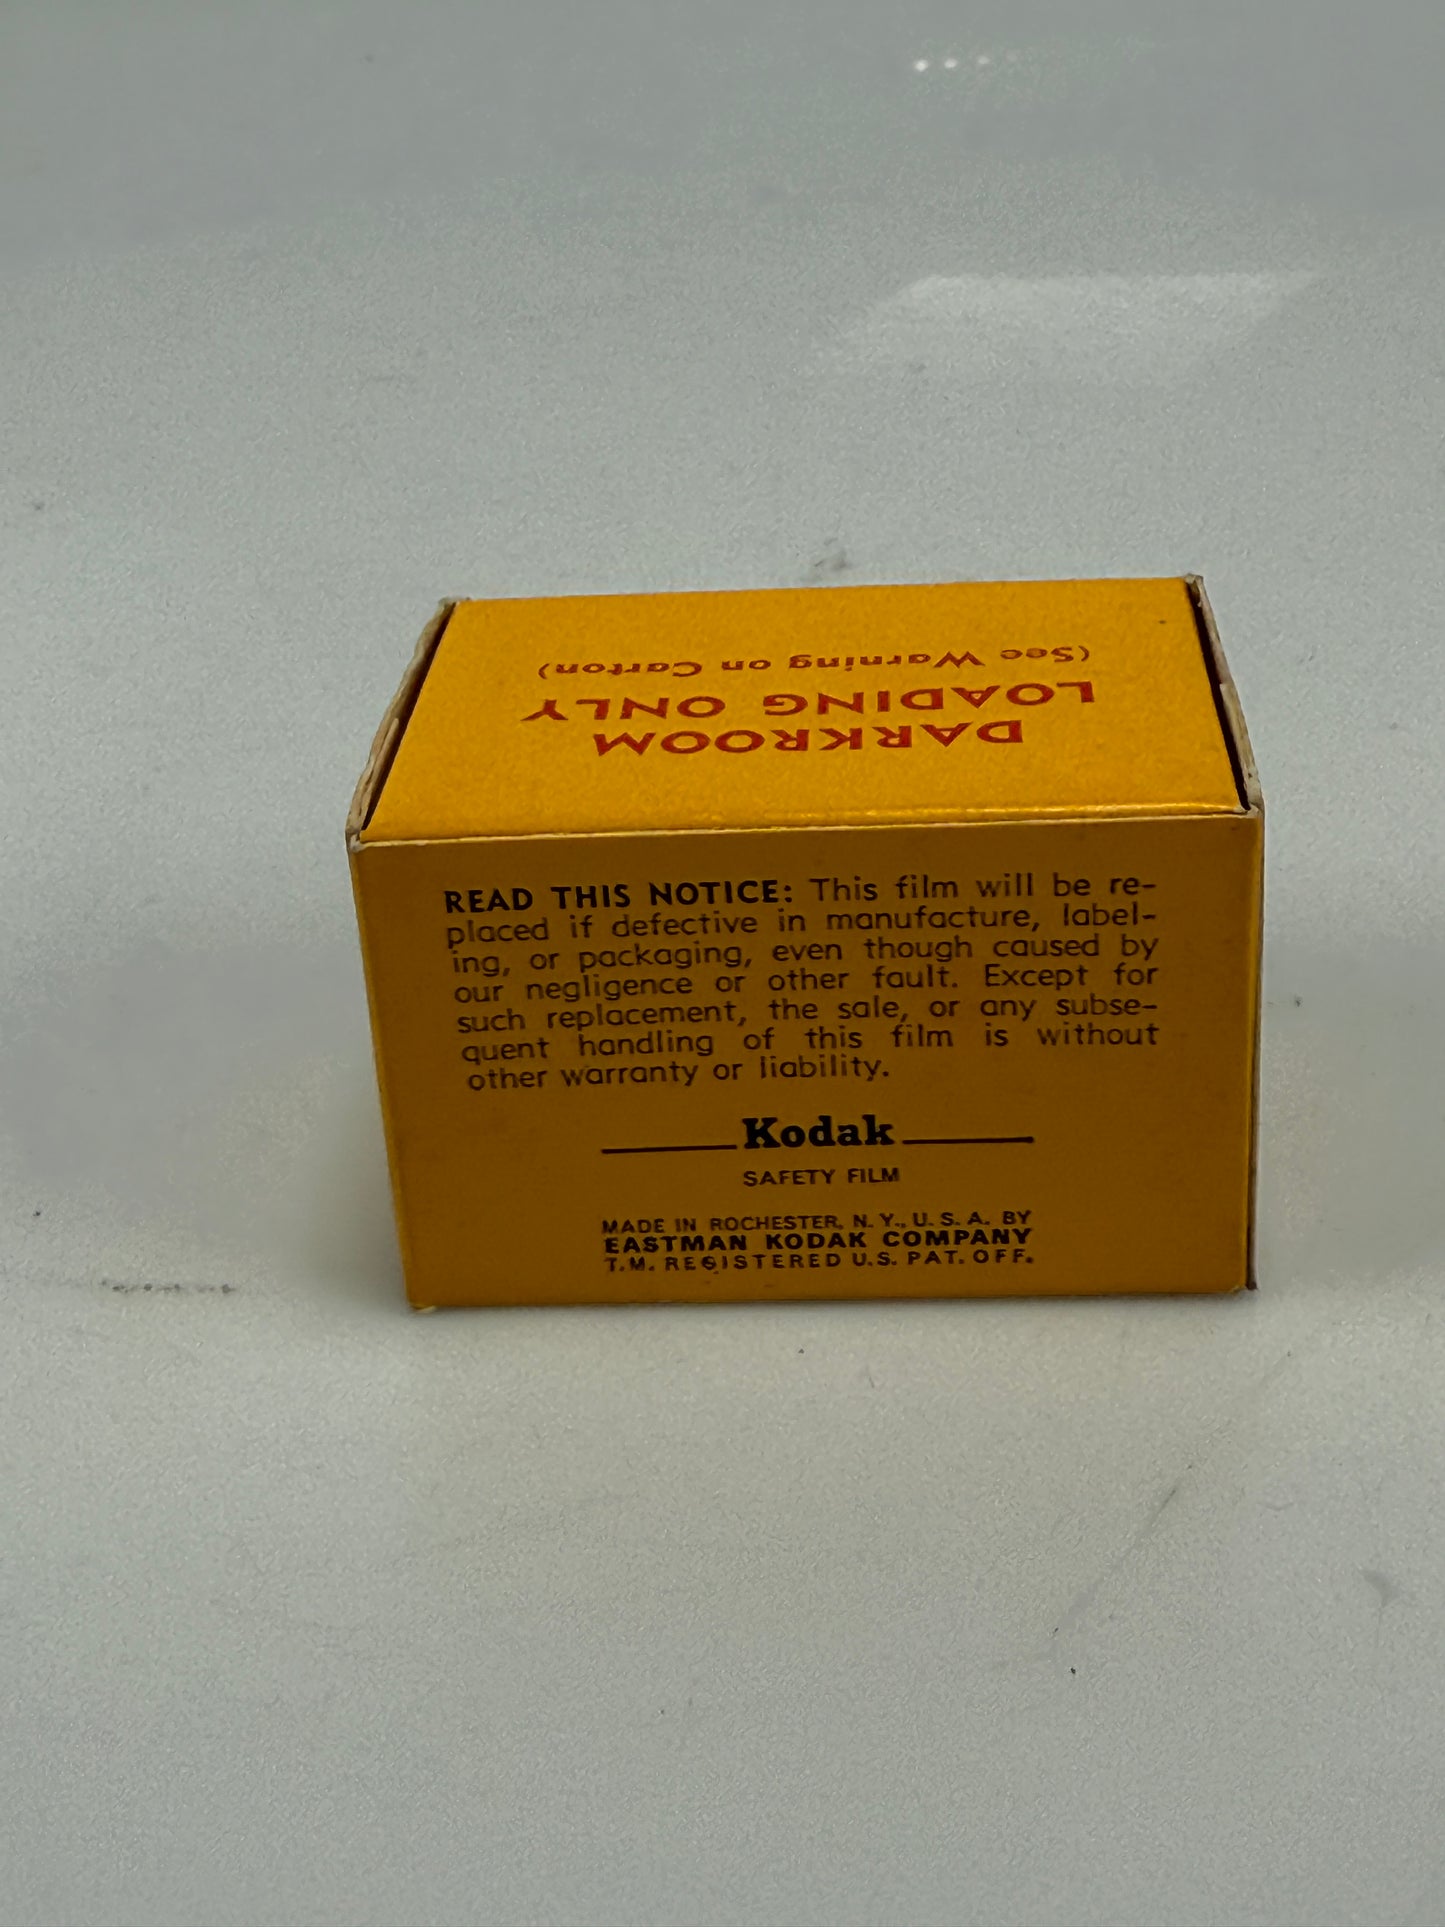 DARKROOM
LOADING ONLY
(See Warning on Carton)
READ THIS NOTICE: This film will be re-
placed if defective in manufacture, label-
ing, or packaging, even though caused by
our negligence or other fault. Except for
such replacement, the sale, or any subse-
quent handling of this film is without
other warranty or liability.
Kodak
SAFETY FILM
MADE IN ROCHESTER, N. Y., U. S. A. BY
EASTMAN KODAK COMPANY
T.M. REGISTERED U.S. PAT. OFF.